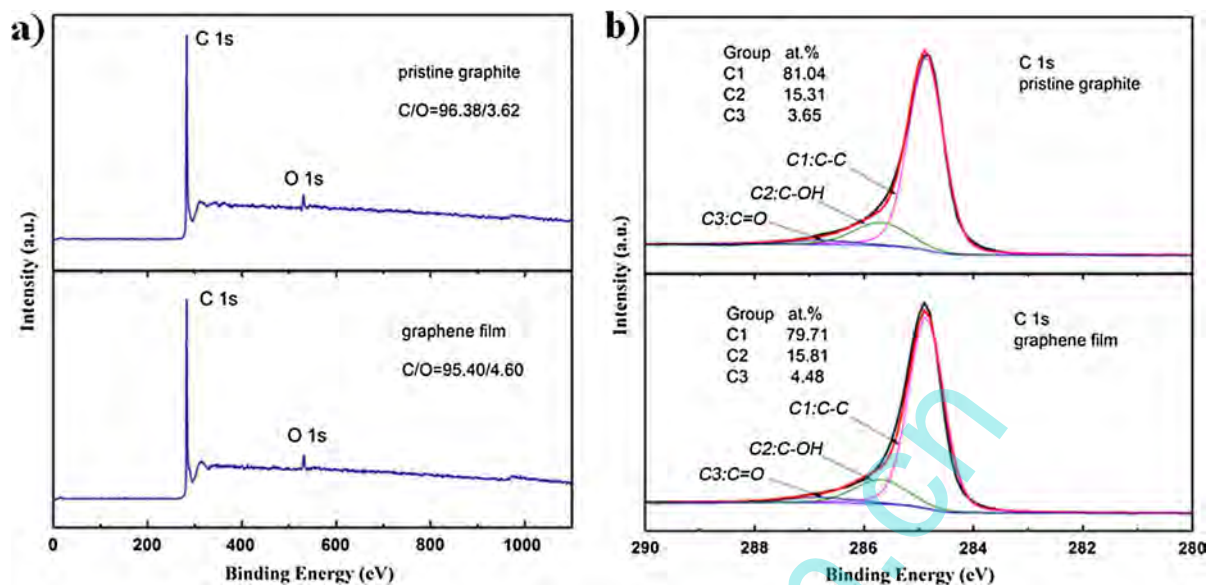 a)
C 1s
pristine graphite
C/O=96.38/3.62
O 1s
C 1s
graphene film
C/O=95.40/4.60
O 1s
Intensity (a.u.)
0 200 400 600 800 1000
Binding Energy (eV)
b)
Group at.%
C1 81.04
C2 15.31
C3 3.65
C 1s
pristine graphite
C1:C-C
C2:C-OH
C3:C=O
Group at.%
C1 79.71
C2 15.81
C3 4.48
C 1s
graphene film
C1:C-C
C2:C-OH
C3:C=O
Intensity (a.u.)
290 288 286 284 282 280
Binding Energy (eV)
.cn